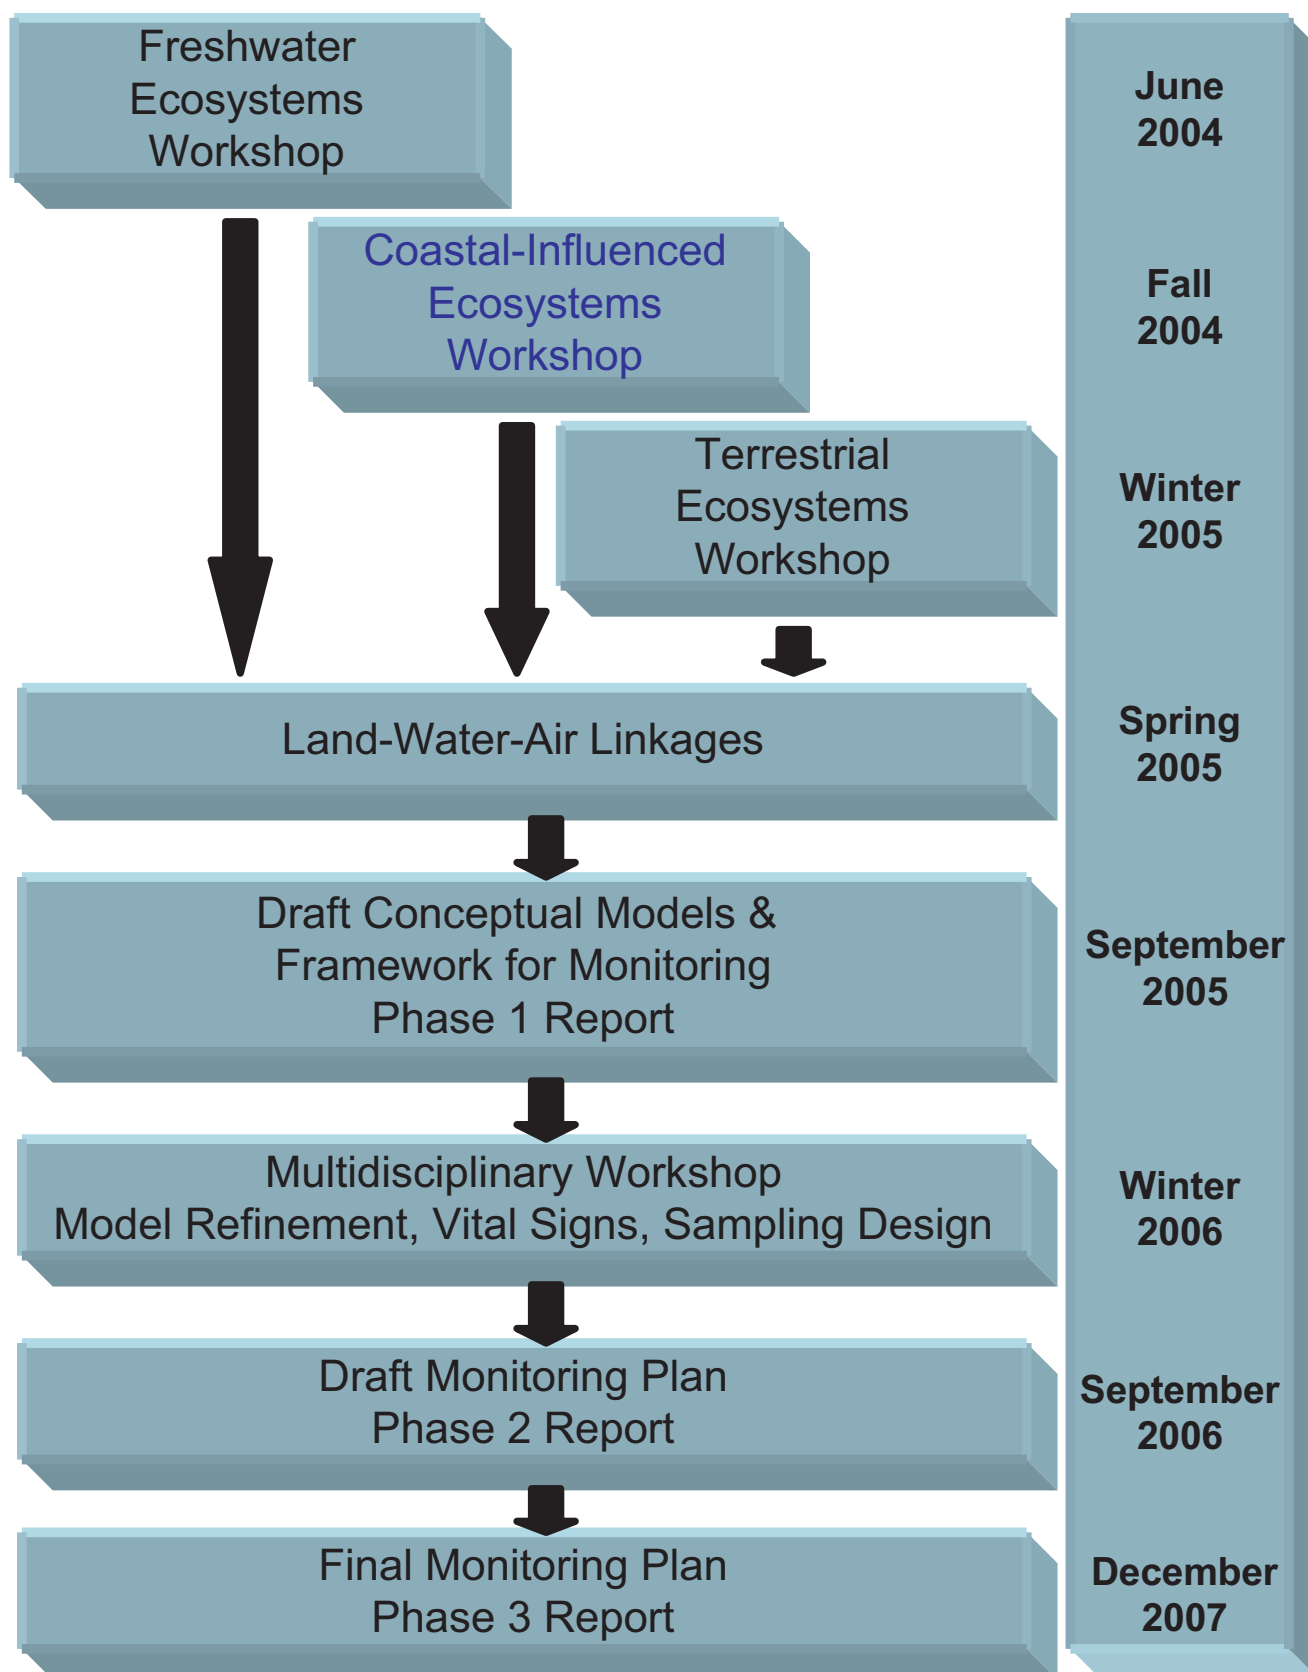 Freshwater
Ecosystems
Workshop
June
2004
Coastal-Influenced
Ecosystems
Workshop
Fall
2004
Terrestrial
Ecosystems
Workshop
Winter
2005
Land-Water-Air Linkages
Spring
2005
Draft Conceptual Models &
Framework for Monitoring
Phase 1 Report
September
2005
Multidisciplinary Workshop
Model Refinement, Vital Signs, Sampling Design
Winter
2006
Draft Monitoring Plan
Phase 2 Report
September
2006
Final Monitoring Plan
Phase 3 Report
December
2007